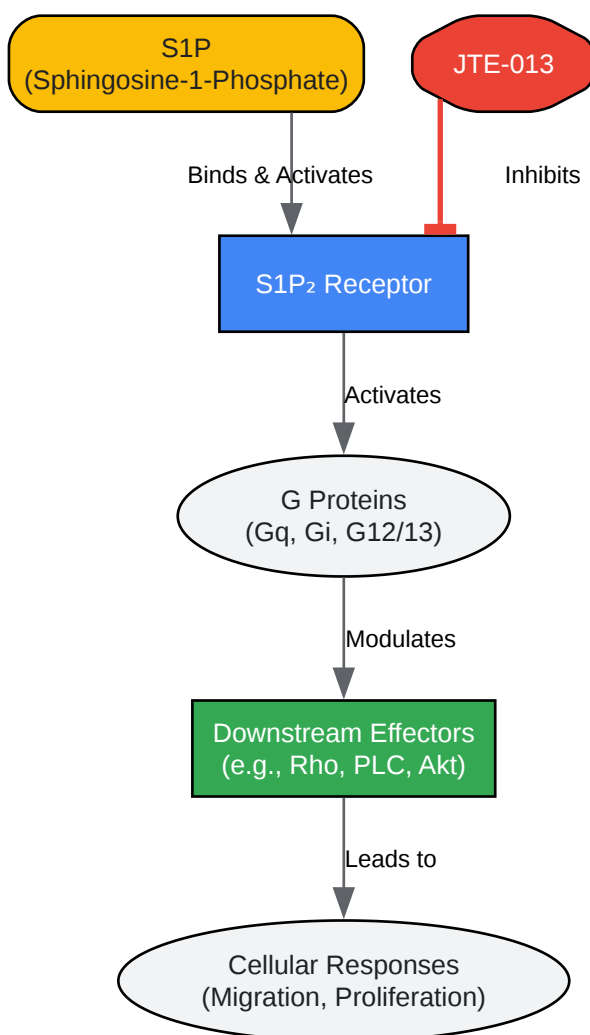 S1P
(Sphingosine-1-Phosphate)
JTE-013
Binds & Activates
Inhibits
S1P₂ Receptor
Activates
G Proteins
(Gq, Gi, G12/13)
Modulates
Downstream Effectors
(e.g., Rho, PLC, Akt)
Leads to
Cellular Responses
(Migration, Proliferation)